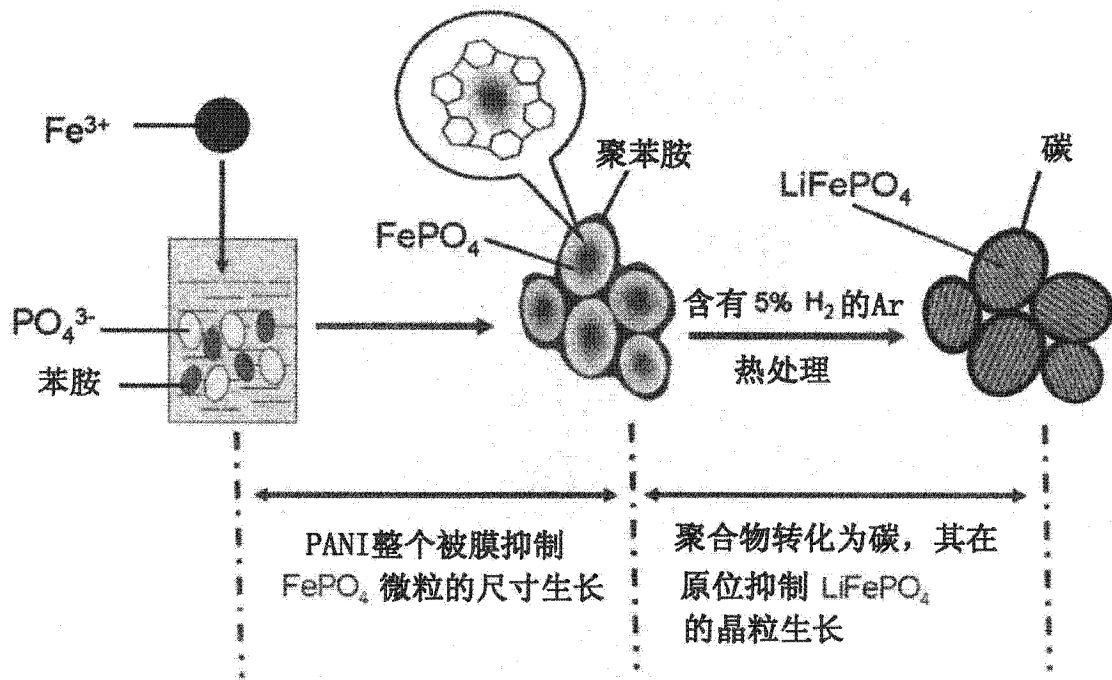 Fe³⁺
PO₄³⁻
苯胺
FePO₄
聚苯胺
含有 5% H₂的Ar
热处理
LiFePO₄
碳
PANI整个被膜抑制
FePO₄ 微粒的尺寸生长
聚合物转化为碳，其在
原位抑制 LiFePO₄
的晶粒生长